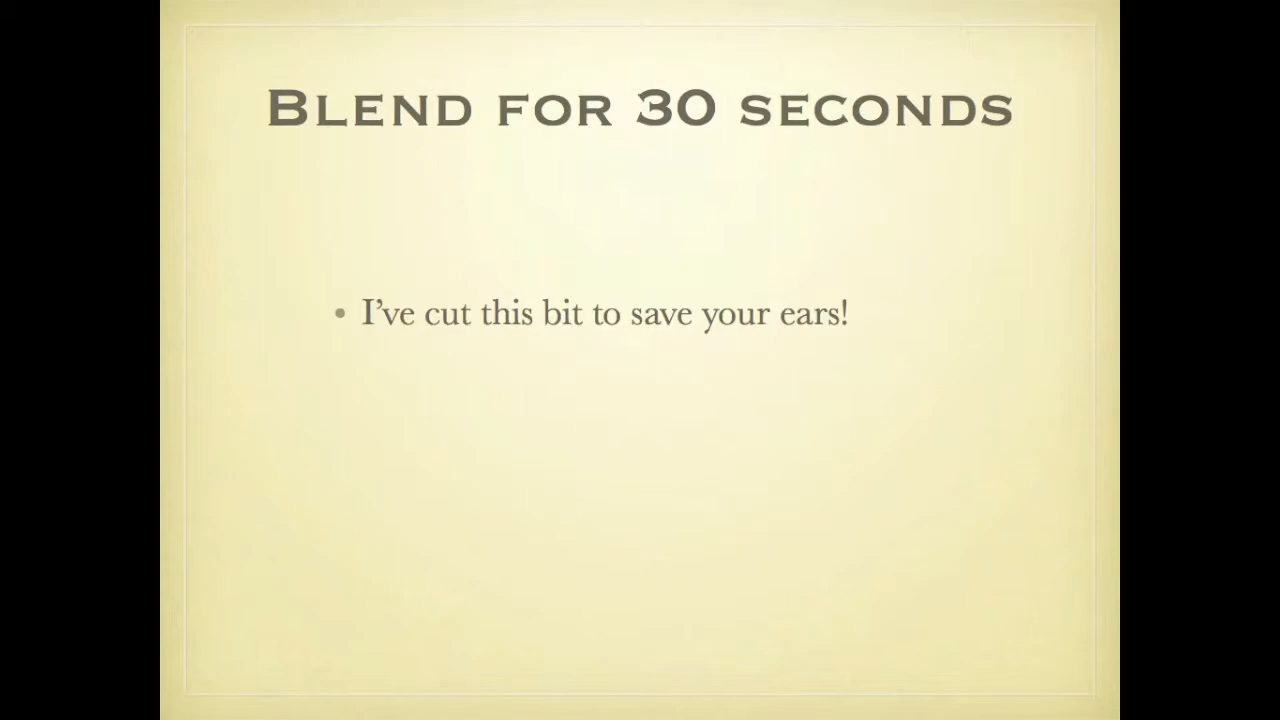 Blend for 30 seconds
• I've cut this bit to save your ears!